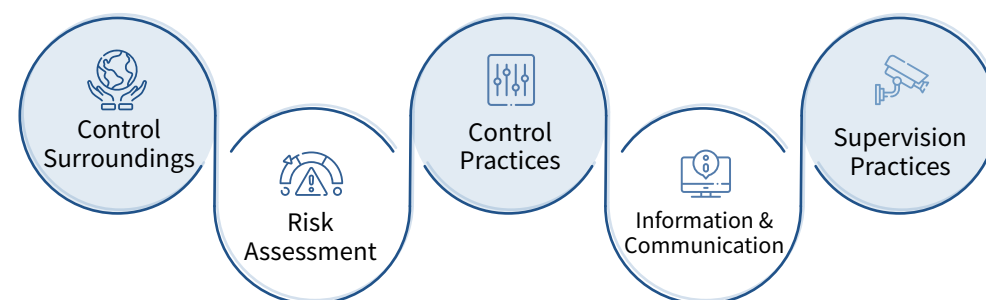 Control
Surroundings
Risk
Assessment
Control
Practices
Information &
Communication
Supervision
Practices